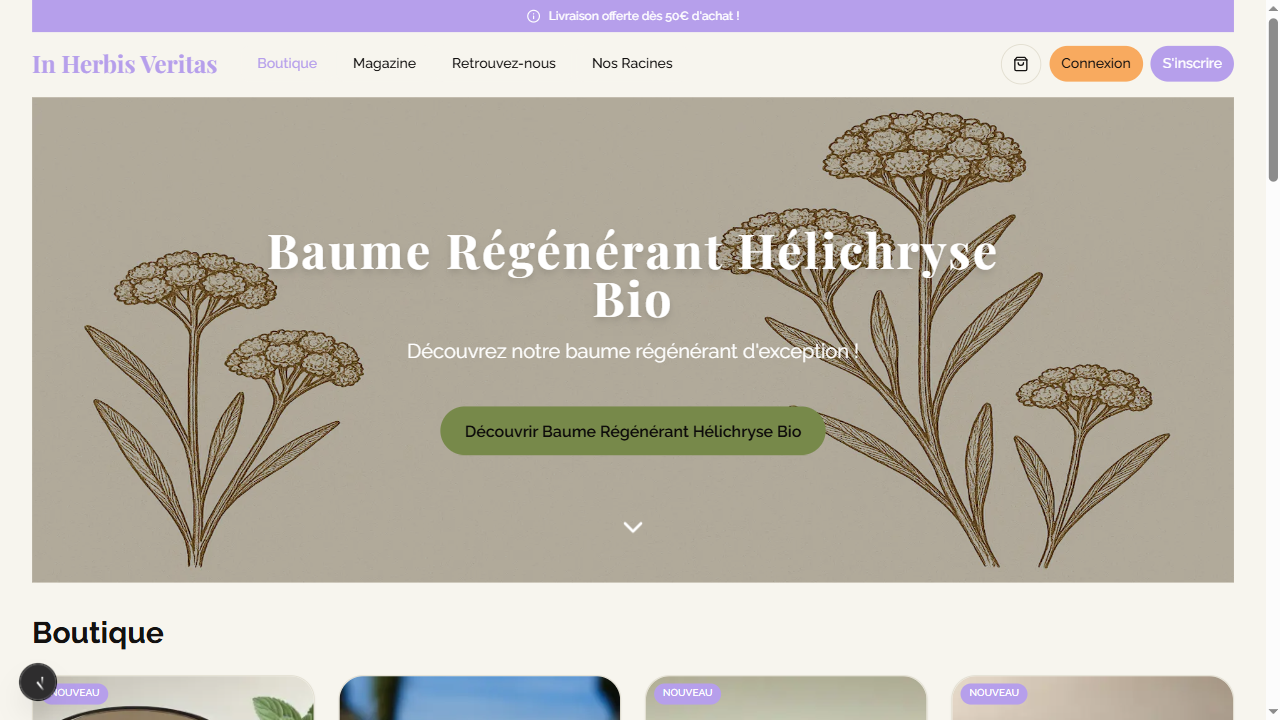 Livraison offerte dès 50€ d'achat !
In Herbis Veritas
Boutique
Magazine
Retrouvez-nous
Nos Racines
Connexion
S'inscrire
Baume Régénérant Hélichryse
Bio
Découvrez notre baume régénérant d'exception !
Découvrir Baume Régénérant Hélichryse Bio
Boutique
NOUVEAU
NOUVEAU
NOUVEAU